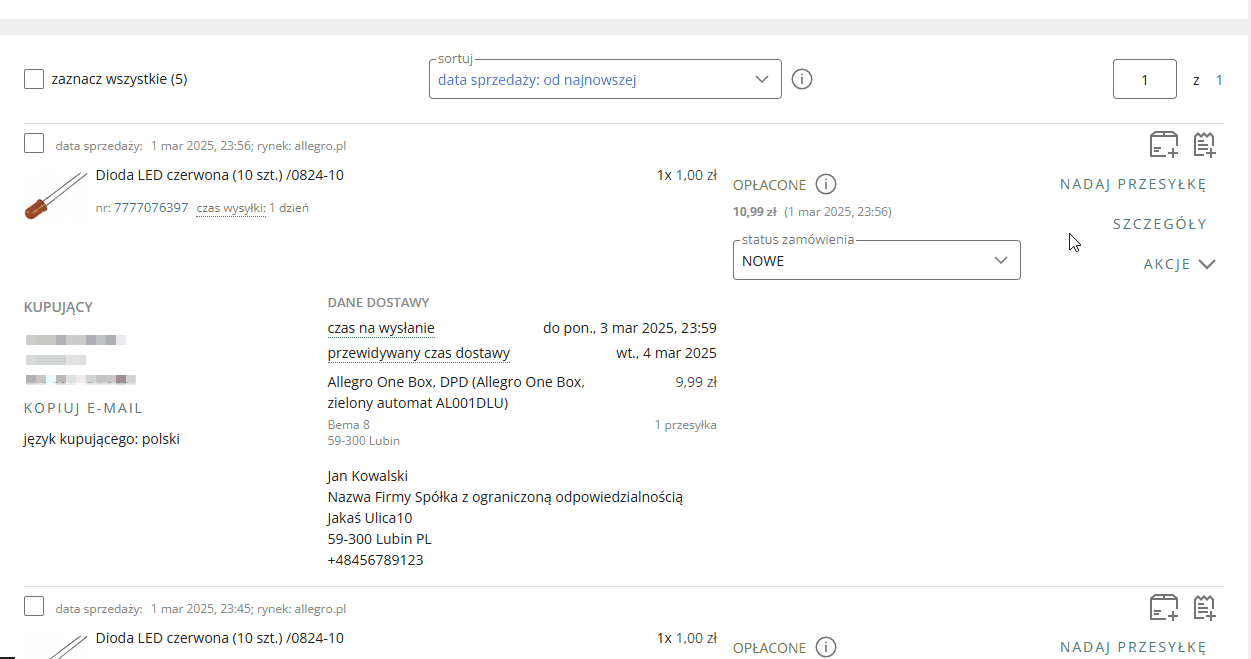 zaznacz wszystkie (5)
sortuj
data sprzedaży: od najnowszej
1 z 1
data sprzedaży: 1 mar 2025, 23:56; rynek: allegro.pl
Dioda LED czerwona (10 szt.) /0824-10
1x 1,00 zł
nr: 7777076397 czas wysyłki: 1 dzień
OPŁACONE
10,99 zł (1 mar 2025, 23:56)
status zamówienia
NOWE
NADAJ PRZESYŁKĘ
SZCZEGÓŁY
AKCJE
KUPUJĄCY
KOPIUJ E-MAIL
język kupującego: polski
DANE DOSTAWY
czas na wysłanie do pon., 3 mar 2025, 23:59
przewidywany czas dostawy wt., 4 mar 2025
Allegro One Box, DPD (Allegro One Box, 9,99 zł
zielony automat AL001DLU)
Bema 8 1 przesyłka
59-300 Lubin
Jan Kowalski
Nazwa Firmy Spółka z ograniczoną odpowiedzialnością
Jakaś Ulica10
59-300 Lubin PL
+48456789123
data sprzedaży: 1 mar 2025, 23:45; rynek: allegro.pl
Dioda LED czerwona (10 szt.) /0824-10
1x 1,00 zł
OPŁACONE
NADAJ PRZESYŁKĘ